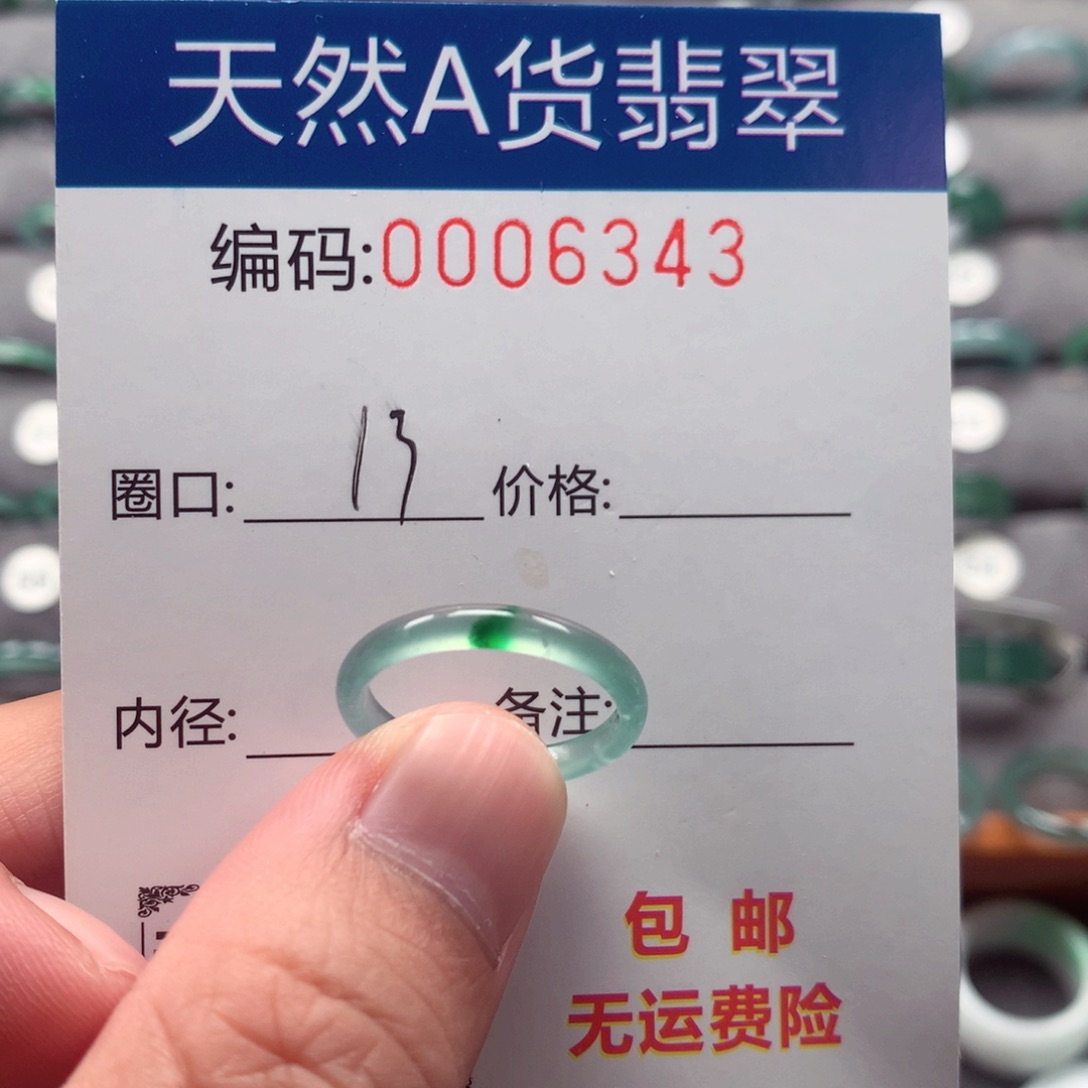 天然A货翡翠
编码:0006343
圈口: 13 价格:
内径: 备注:
包 邮
无运费险